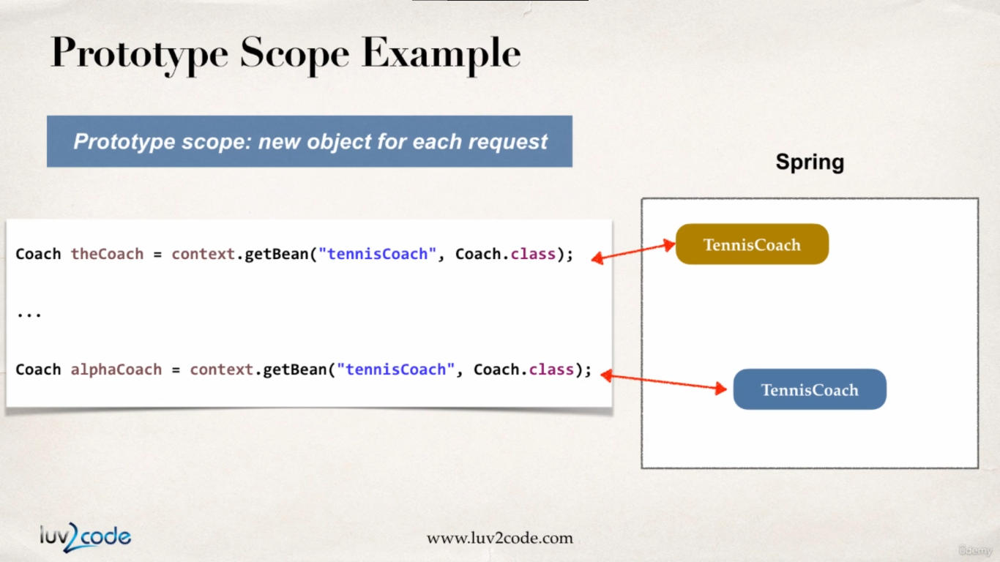 Prototype Scope Example
Prototype scope: new object for each request
Spring
Coach theCoach = context.getBean("tennisCoach", Coach.class);
...
Coach alphaCoach = context.getBean("tennisCoach", Coach.class);
TennisCoach
TennisCoach
luv2code
www.luv2code.com
ûdemy